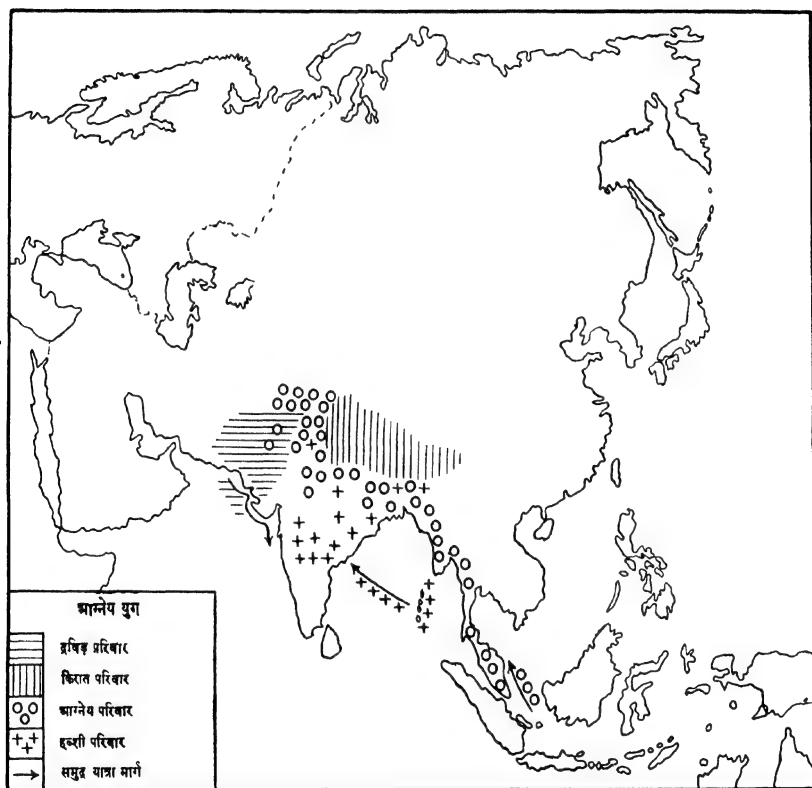 आग्नेय युग
द्रविड़ परिवार
किरात परिवार
आग्नेय परिवार
हब्शी परिवार
समुद्र यात्रा मार्ग